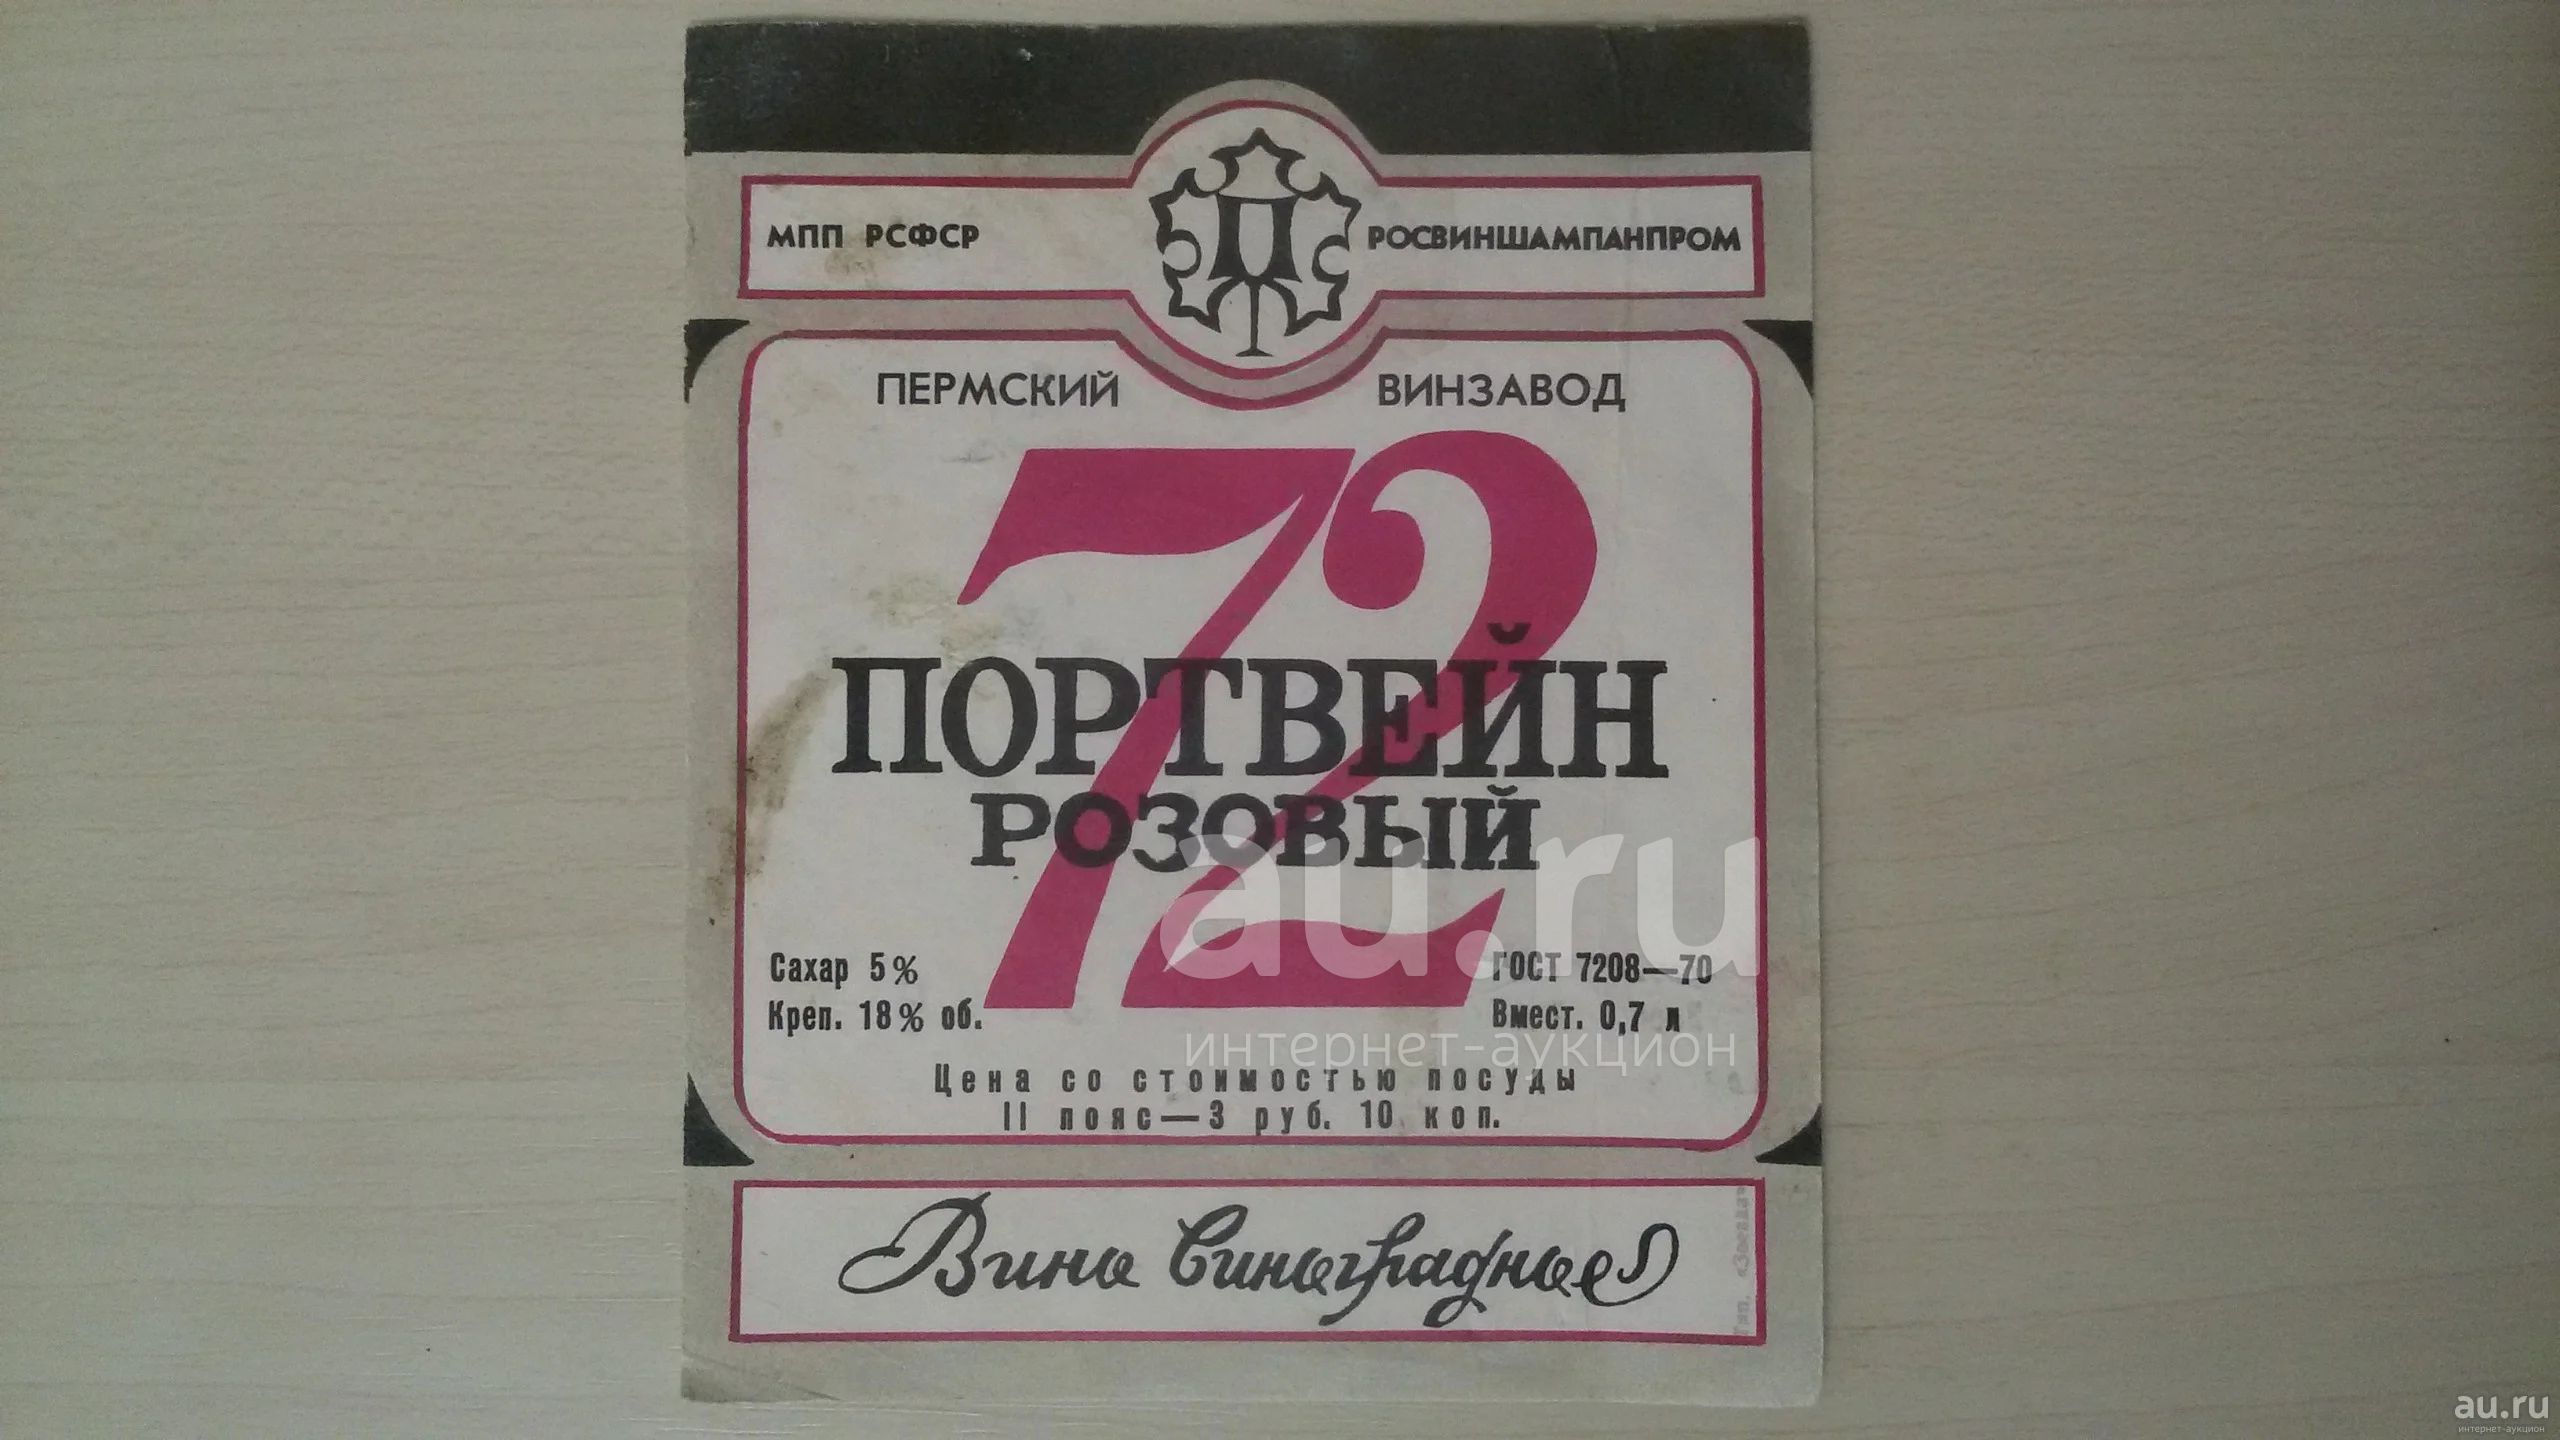 П
МПП РСФСР РОСВИНШАМПАНПРОМ
ПЕРМСКИЙ ВИНЗАВОД
72
ПОРТВЕЙН
РОЗОВЫЙ
Сахар 5% ГОСТ 7208—70
Креп. 18% об. Вмест. 0,7 л
Цена со стоимостью посуды
II пояс—3 руб. 10 коп.
Вино виноградное
Тип. «Звезда»
au.ru
интернет-аукцион
au.ru
интернет-аукцион